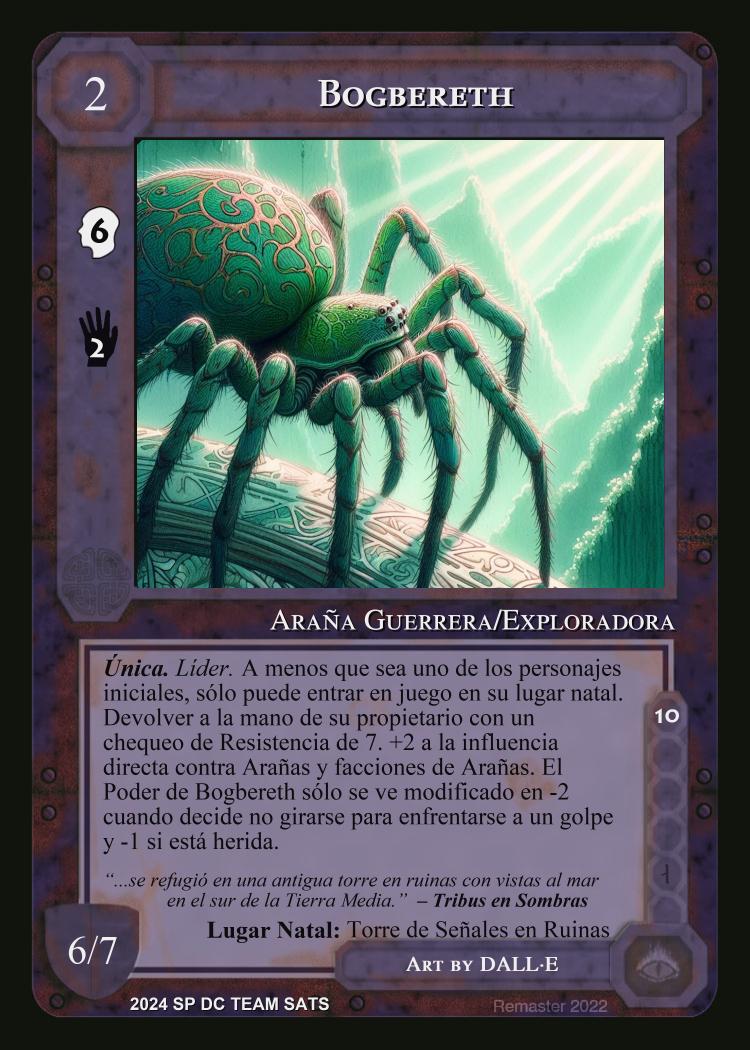 2
Bogbereth
6
2
Araña Guerrera/Exploradora
Única. Líder. A menos que sea uno de los personajes
iniciales, sólo puede entrar en juego en su lugar natal.
Devolver a la mano de su propietario con un
chequeo de Resistencia de 7. +2 a la influencia
directa contra Arañas y facciones de Arañas. El
Poder de Bogbereth sólo se ve modificado en -2
cuando decide no girarse para enfrentarse a un golpe
y -1 si está herida.
10
“...se refugió en una antigua torre en ruinas con vistas al mar
en el sur de la Tierra Media.” – Tribus en Sombras
Lugar Natal: Torre de Señales en Ruinas
6/7
Art by DALL·E
2024 SP DC TEAM SATS
Remaster 2022